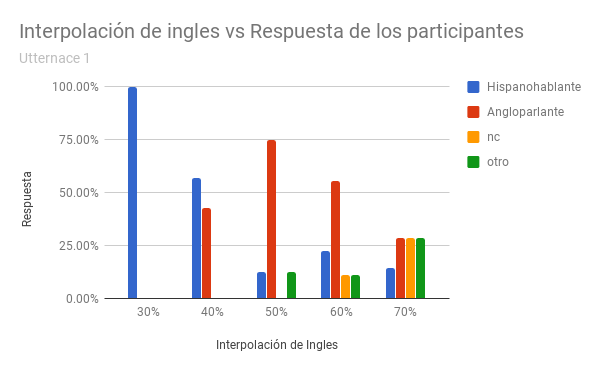 Interpolación de ingles vs Respuesta de los participantes
Utternace 1
Hispanohablante
Angloparlante
nc
otro
100.00%
75.00%
50.00%
25.00%
0.00%
Respuesta
30%
40%
50%
60%
70%
Interpolación de Ingles